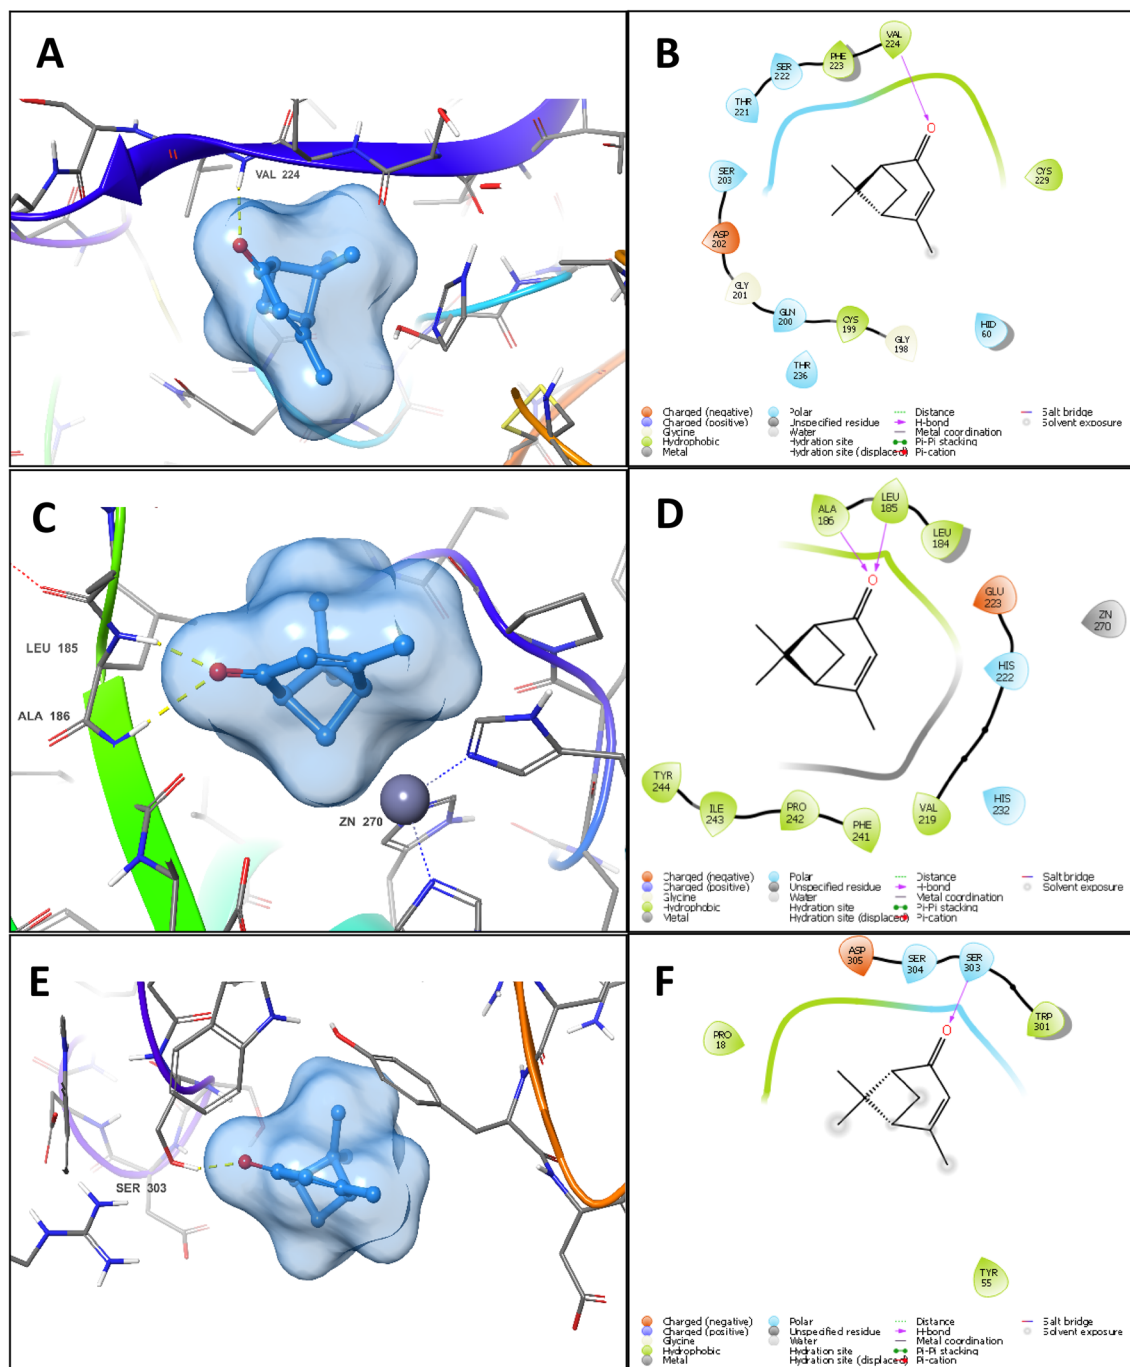 A
VAL 224
B
VAL
224
PHE
223
SER
222
THR
221
O
SER
203
CYS
229
ASP
202
GLY
201
GLN
200
CYS
199
GLY
198
HID
60
THR
236
Charged (negative)
Charged (positive)
Glycine
Hydrophobic
Metal
Polar
Unspecified residue
Water
Hydration site
Hydration site (displaced)
Distance
H-bond
Metal coordination
Pi-Pi stacking
Pi-cation
Salt bridge
Solvent exposure
C
LEU 185
ALA 186
ZN 270
D
ALA
186
LEU
185
LEU
184
O
GLU
223
ZN
270
HIS
222
TYR
244
ILE
243
PRO
242
PHE
241
VAL
219
HIS
232
Charged (negative)
Charged (positive)
Glycine
Hydrophobic
Metal
Polar
Unspecified residue
Water
Hydration site
Hydration site (displaced)
Distance
H-bond
Metal coordination
Pi-Pi stacking
Pi-cation
Salt bridge
Solvent exposure
E
SER 303
F
ASP
305
SER
304
SER
303
TRP
301
PRO
18
O
TYR
55
Charged (negative)
Charged (positive)
Glycine
Hydrophobic
Metal
Polar
Unspecified residue
Water
Hydration site
Hydration site (displaced)
Distance
H-bond
Metal coordination
Pi-Pi stacking
Pi-cation
Salt bridge
Solvent exposure